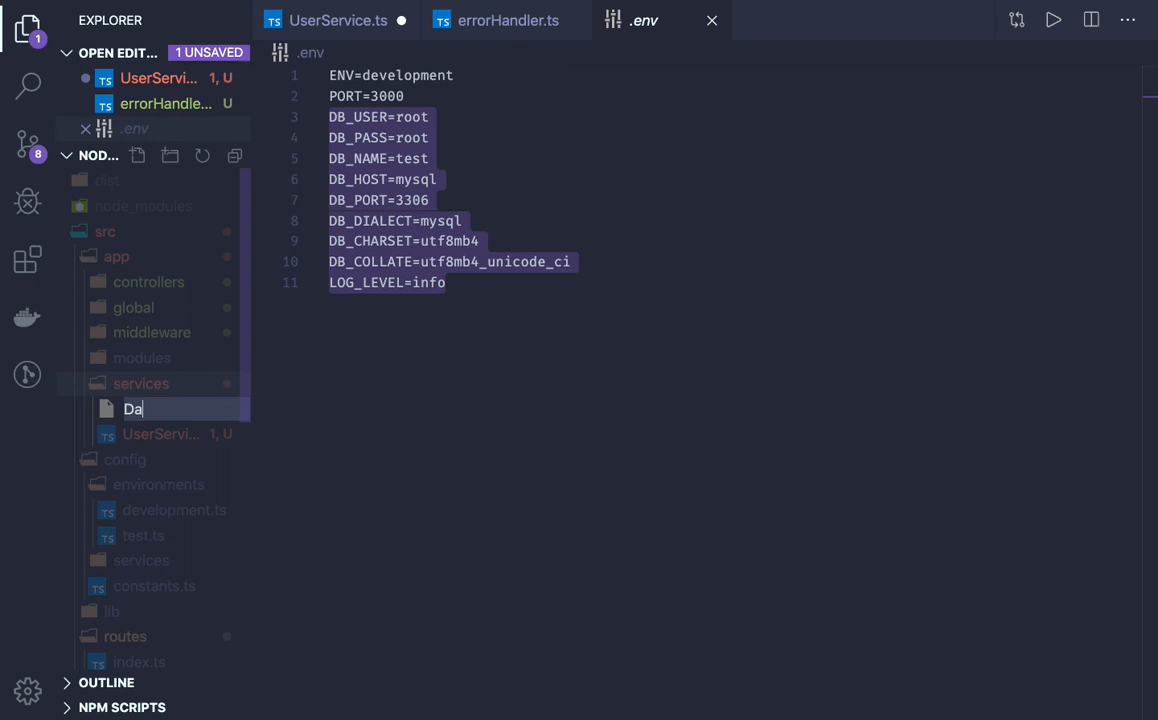 EXPLORER
UserService.ts
errorHandler.ts
.env
OPEN EDIT... 1 UNSAVED
.env
UserServi... 1, U
errorHandle... U
.env
NOD...
dist
node_modules
src
app
controllers
global
middleware
modules
services
Da
UserServi... 1, U
config
environments
development.ts
test.ts
services
constants.ts
lib
routes
index.ts
OUTLINE
NPM SCRIPTS
1
8
1 ENV=development
2 PORT=3000
3 DB_USER=root
4 DB_PASS=root
5 DB_NAME=test
6 DB_HOST=mysql
7 DB_PORT=3306
8 DB_DIALECT=mysql
9 DB_CHARSET=utf8mb4
10 DB_COLLATE=utf8mb4_unicode_ci
11 LOG_LEVEL=info